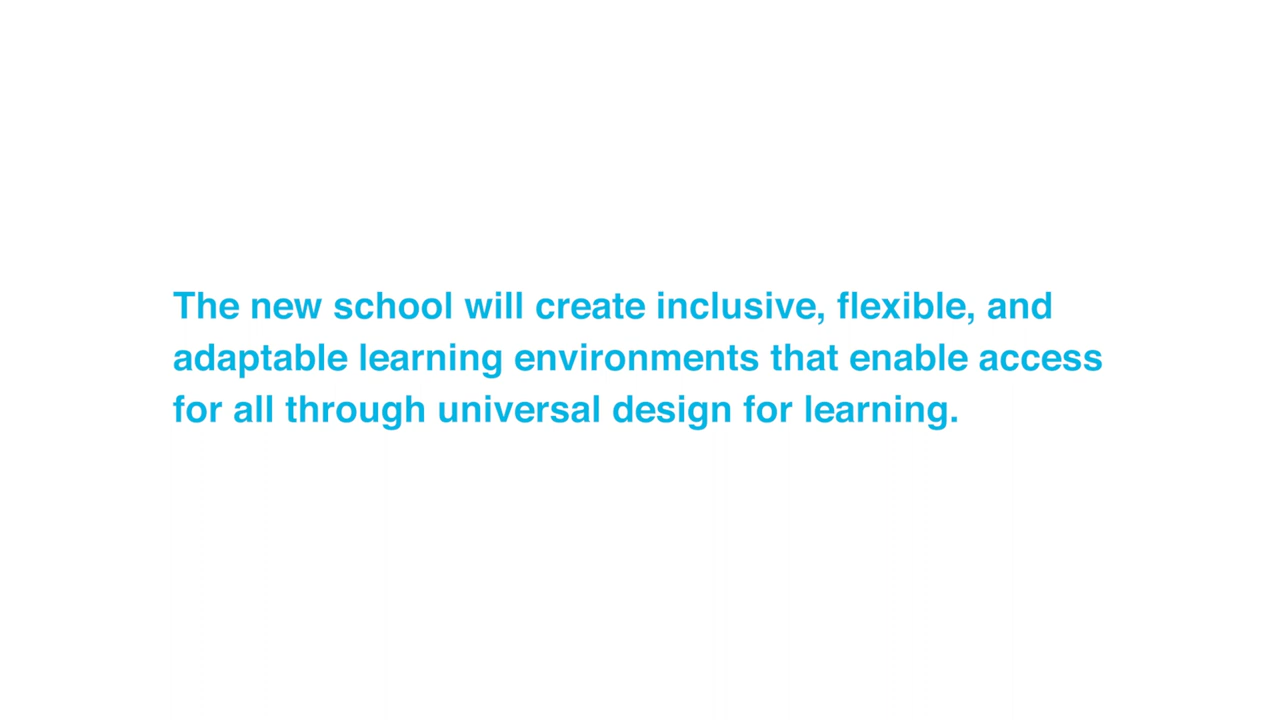 The new school will create inclusive, flexible, and
adaptable learning environments that enable access
for all through universal design for learning.